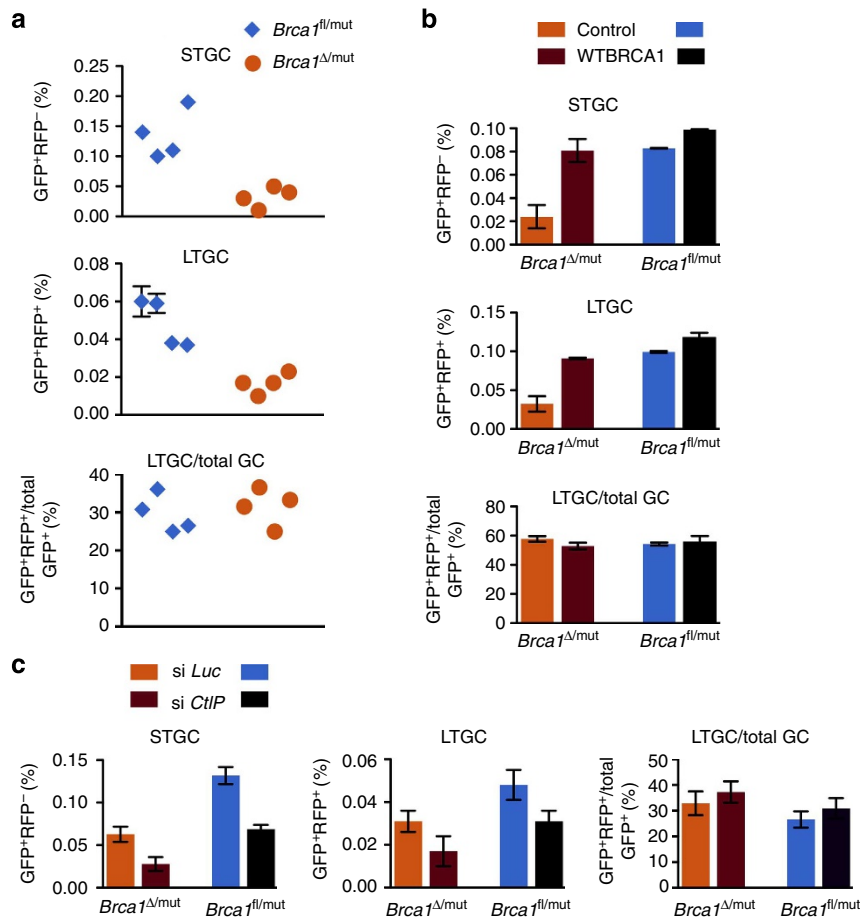 a
Brca1fl/mut
Brca1Δ/mut
STGC
GFP+RFP− (%)
0.25
0.20
0.15
0.10
0.05
0.00
LTGC
GFP+RFP+ (%)
0.08
0.06
0.04
0.02
0.00
LTGC/total GC
GFP+RFP+/total
GFP+ (%)
40
30
20
10
0
b
Control
WTBRCA1
STGC
GFP+RFP− (%)
0.10
0.08
0.06
0.04
0.02
0.00
Brca1Δ/mut Brca1fl/mut
LTGC
GFP+RFP+ (%)
0.15
0.10
0.05
0.00
Brca1Δ/mut Brca1fl/mut
LTGC/total GC
GFP+RFP+/total
GFP+ (%)
80
60
40
20
0
Brca1Δ/mut Brca1fl/mut
c
si Luc
si CtIP
STGC
GFP+RFP− (%)
0.15
0.10
0.05
0.00
Brca1Δ/mut Brca1fl/mut
LTGC
GFP+RFP+ (%)
0.06
0.04
0.02
0.00
Brca1Δ/mut Brca1fl/mut
LTGC/total GC
GFP+RFP+/total
GFP+ (%)
50
40
30
20
10
0
Brca1Δ/mut Brca1fl/mut